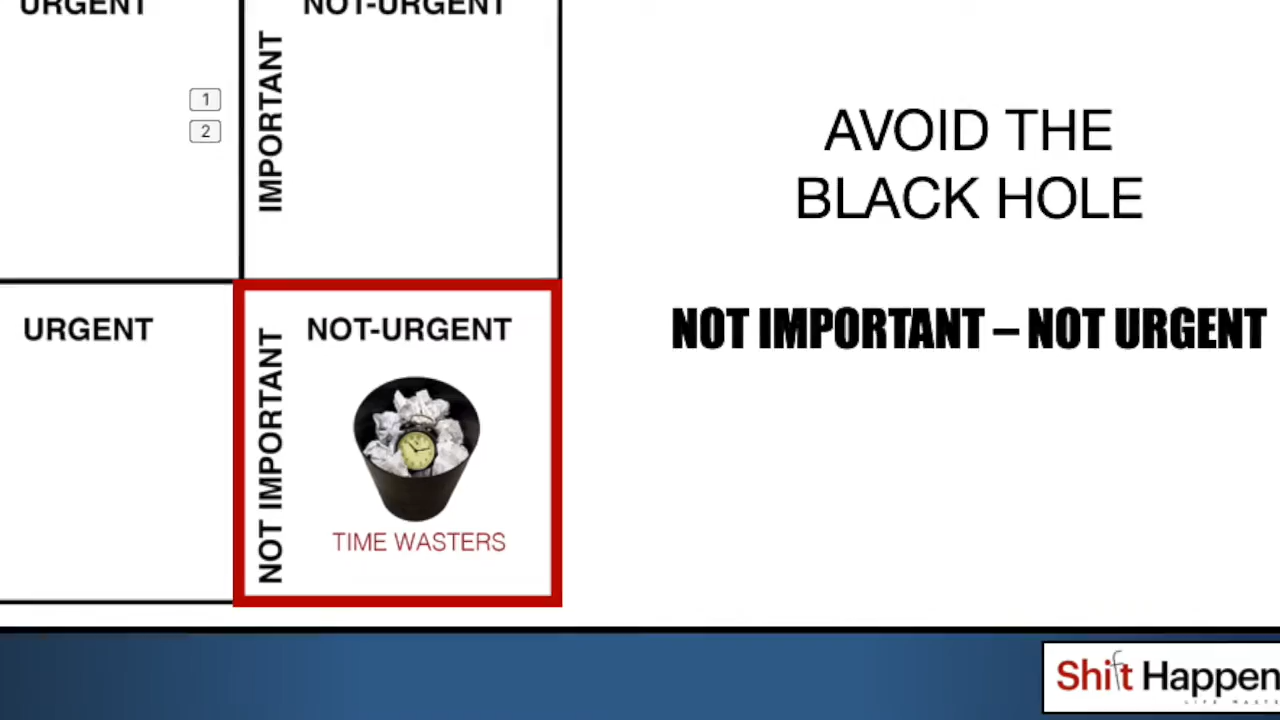 URGENT
NOT-URGENT
IMPORTANT
1
2
AVOID THE
BLACK HOLE
NOT IMPORTANT – NOT URGENT
URGENT
NOT-URGENT
NOT IMPORTANT
TIME WASTERS
Shift Happen